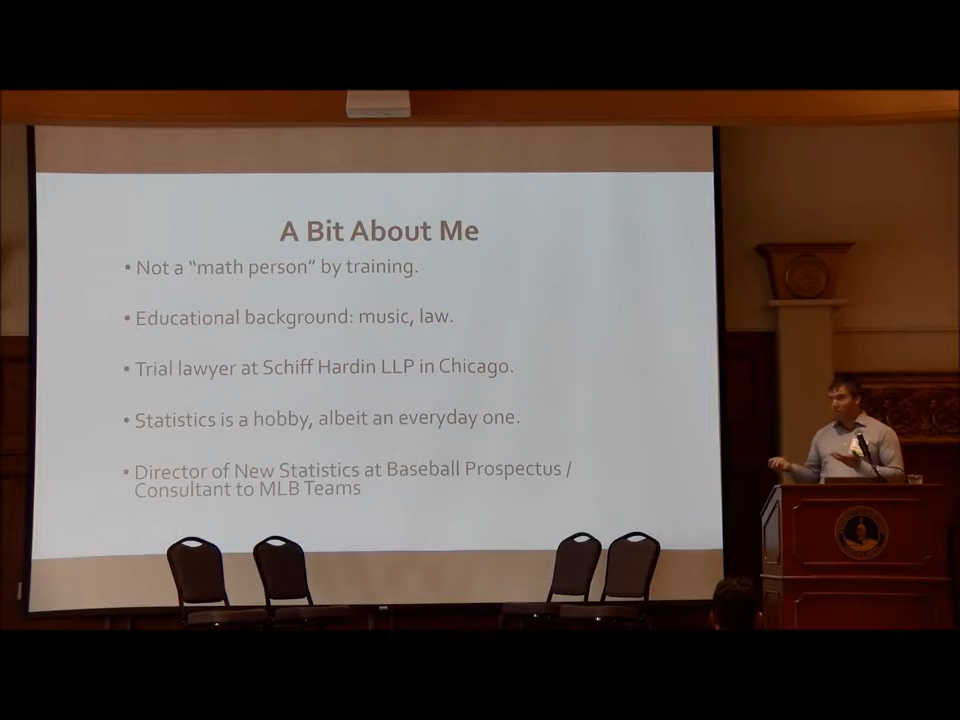 A Bit About Me
• Not a “math person” by training.
• Educational background: music, law.
• Trial lawyer at Schiff Hardin LLP in Chicago.
• Statistics is a hobby, albeit an everyday one.
• Director of New Statistics at Baseball Prospectus /
Consultant to MLB Teams